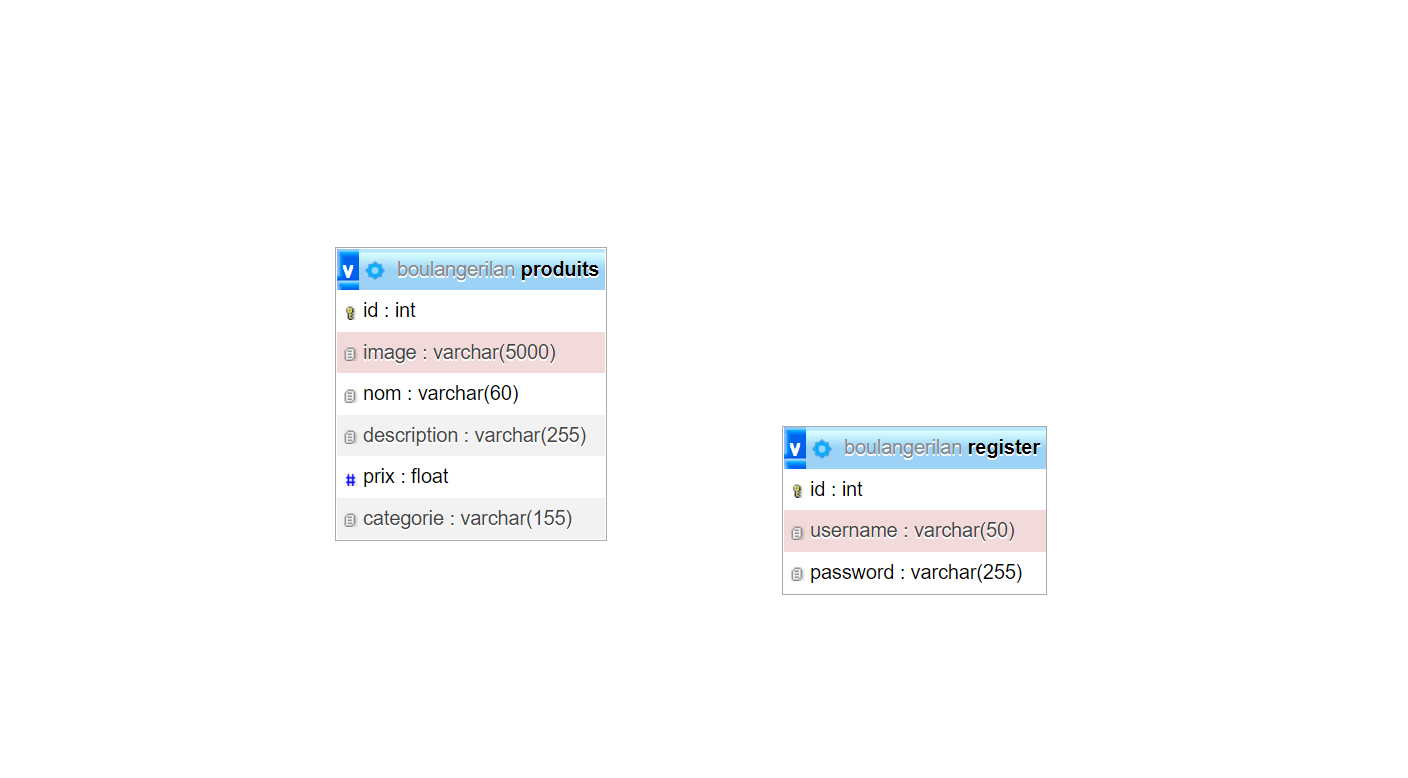 v boulangerilan produits
id : int
image : varchar(5000)
nom : varchar(60)
description : varchar(255)
# prix : float
categorie : varchar(155)
v boulangerilan register
id : int
username : varchar(50)
password : varchar(255)